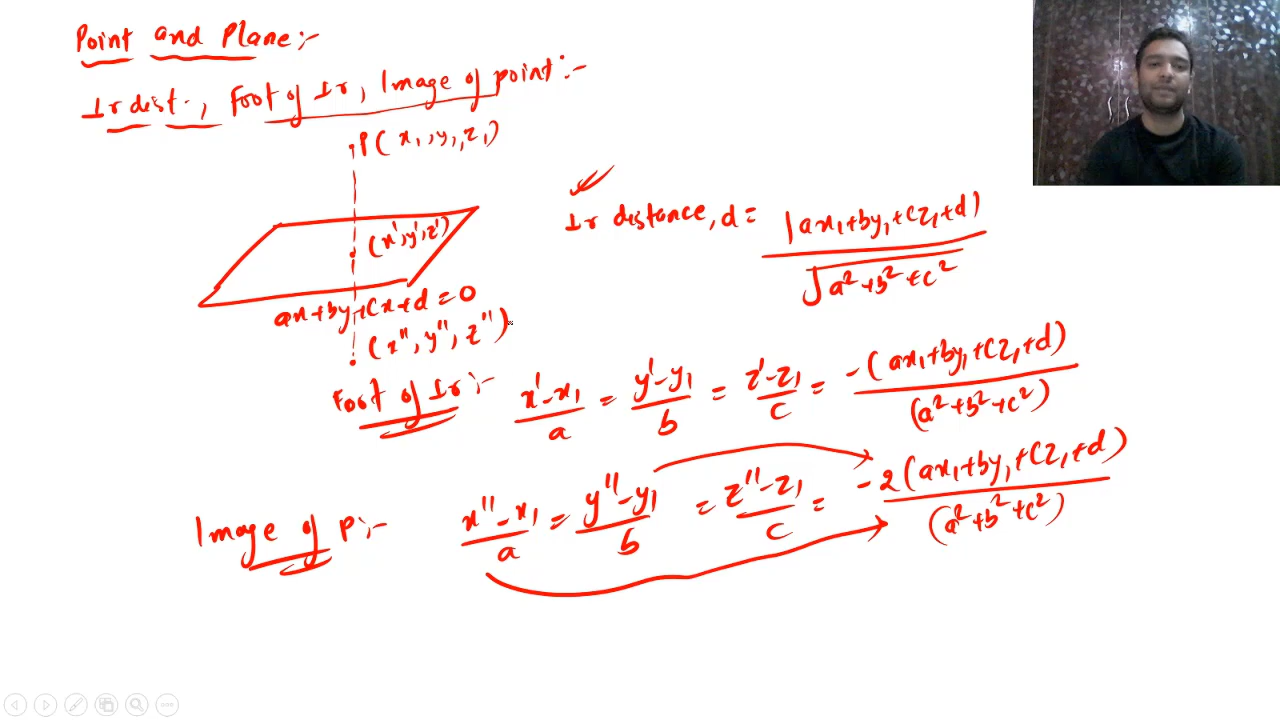 Point and Plane :-
⊥r dist., Foot of ⊥r, Image of point :-
P(x₁, y₁, z₁)
(x', y', z')
ax+by+cx+d=0
(x'', y'', z'')
⊥r distance, d = |ax₁+by₁+cz₁+d| / √a²+b²+c²
Foot of ⊥r :- x'-x₁/a = y'-y₁/b = z'-z₁/c = -(ax₁+by₁+cz₁+d)/(a²+b²+c²)
Image of P :- x''-x₁/a = y''-y₁/b = z''-z₁/c = -2(ax₁+by₁+cz₁+d)/(a²+b²+c²)